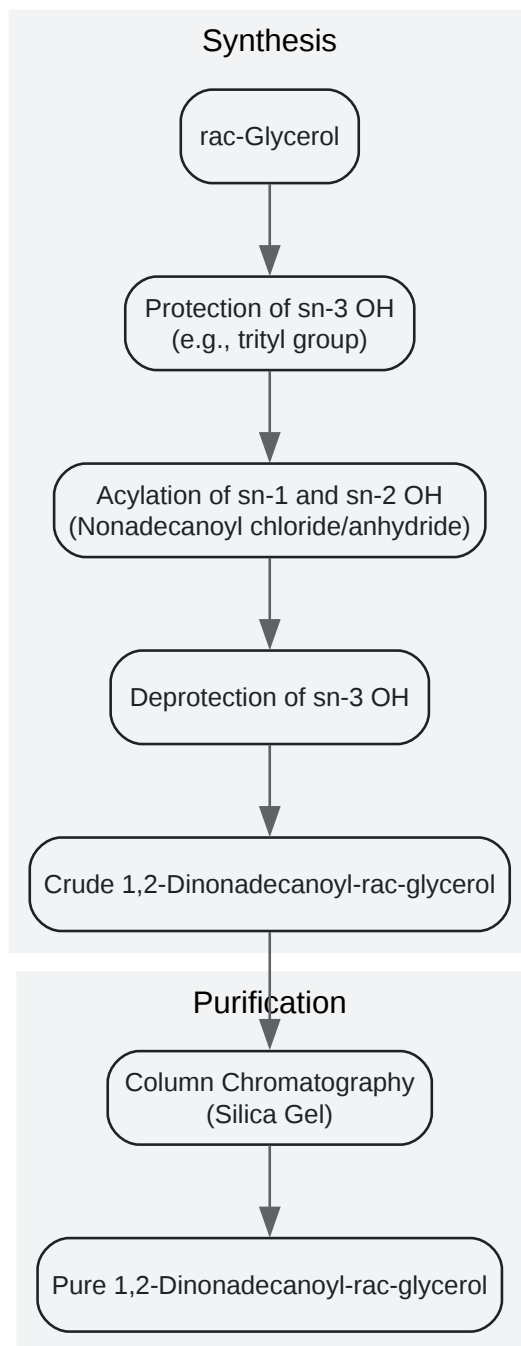 Synthesis
rac-Glycerol
Protection of sn-3 OH
(e.g., trityl group)
Acylation of sn-1 and sn-2 OH
(Nonadecanoyl chloride/anhydride)
Deprotection of sn-3 OH
Crude 1,2-Dinonadecanoyl-rac-glycerol
Purification
Column Chromatography
(Silica Gel)
Pure 1,2-Dinonadecanoyl-rac-glycerol